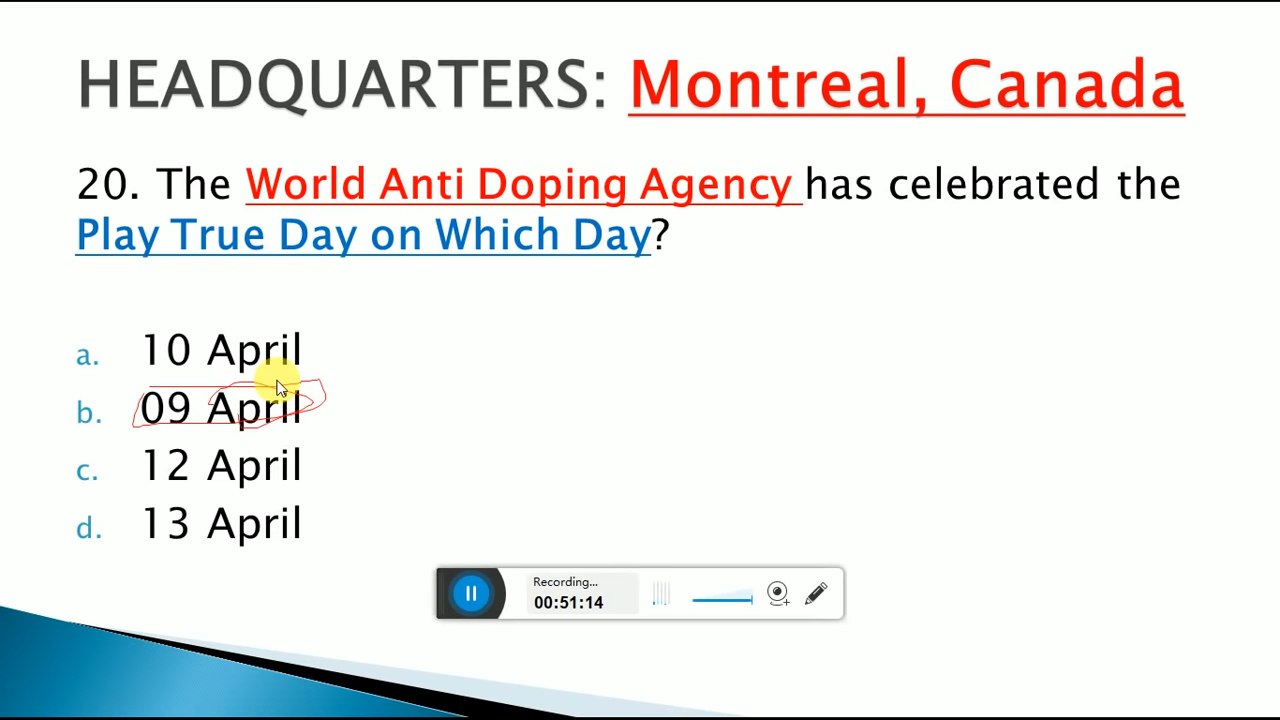 HEADQUARTERS: Montreal, Canada
20. The World Anti Doping Agency has celebrated the
Play True Day on Which Day?
a. 10 April
b. 09 April
c. 12 April
d. 13 April
Recording...
00:51:14